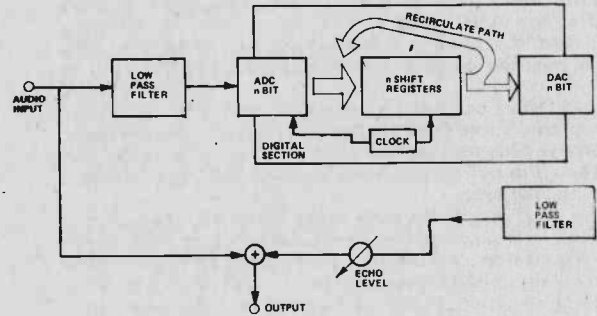 RECIRCULATE PATH
LOW
PASS
FILTER
ADC
n BIT
n SHIFT
REGISTERS
DAC
n BIT
AUDIO
INPUT
DIGITAL
SECTION
CLOCK
LOW
PASS
FILTER
+
ECHO
LEVEL
OUTPUT